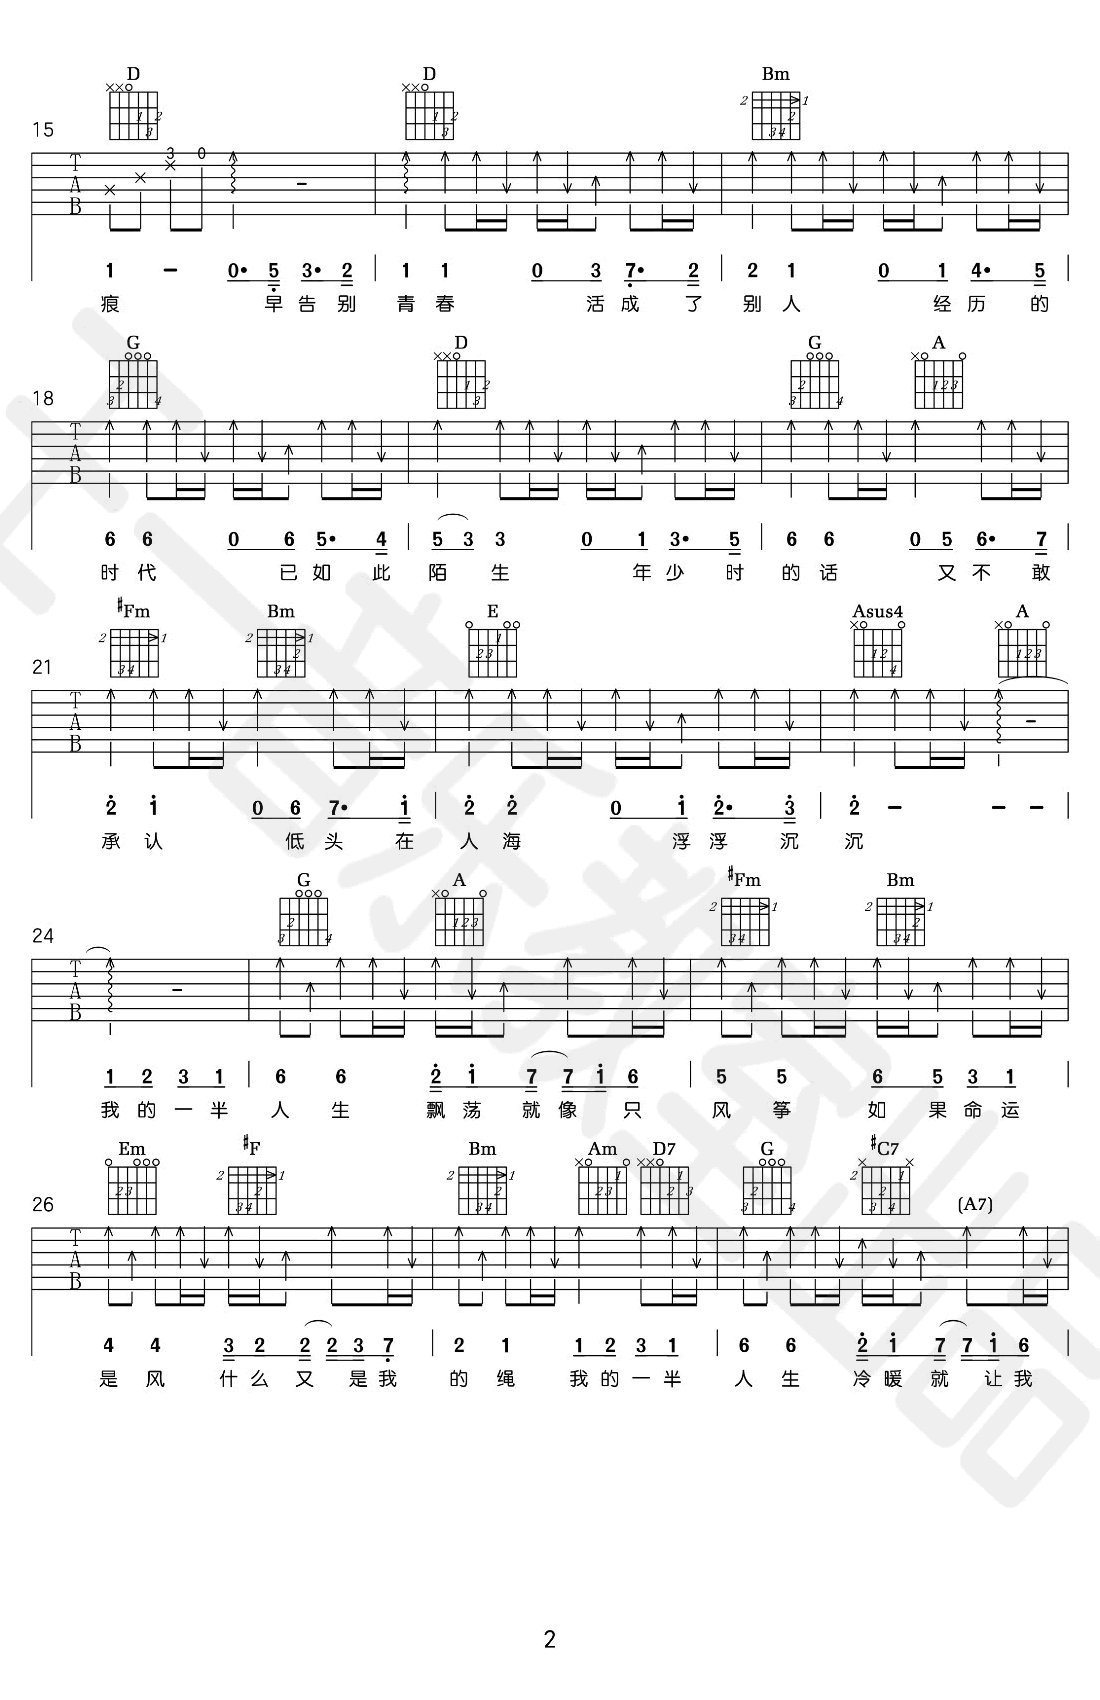 D D Bm
15
3 0
1 - 0· 5 3· 2 1 1 0 3 7· 2 2 1 0 1 4· 5
痕 早告别 青春 活成了 别人 经历的
G D G A
18
6 6 0 6 5· 4 5 3 3 0 1 3· 5 6 6 0 5 6· 7
时代 已如此 陌生 年少时 的话 又不敢
#Fm Bm E Asus4 A
21
2 1 0 6 7· 1 2 2 0 1 2· 3 2 - - -
承认 低头在 人海 浮浮沉 沉
G A #Fm Bm
24
1 2 3 1 6 6 2 1 7 7 1 6 5 5 6 5 3 1
我的一半 人生 飘荡就像只 风筝 如果命运
Em #F Bm Am D7 G #C7
26 (A7)
4 4 3 2 2 2 3 7 2 1 1 2 3 1 6 6 2 1 7 7 1 6
是风 什么又是我 的绳 我的一半 人生 冷暖就让我
2